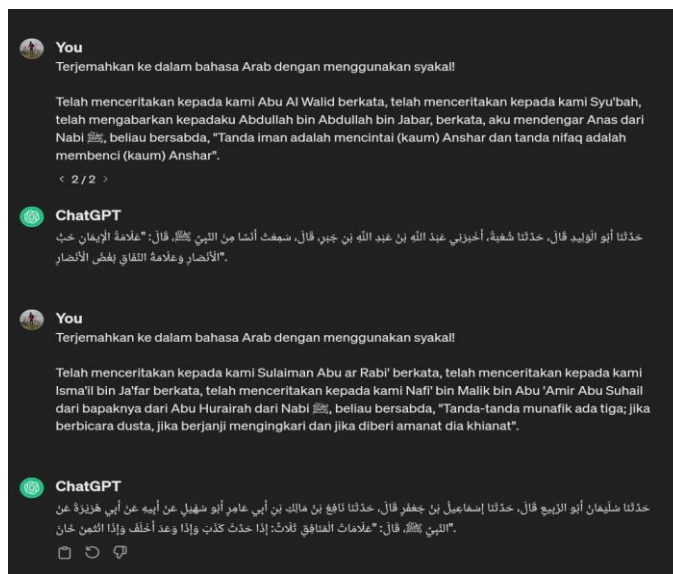 You
Terjemahkan ke dalam bahasa Arab dengan menggunakan syakal!
Telah menceritakan kepada kami Abu Al Walid berkata, telah menceritakan kepada kami Syu'bah,
telah mengabarkan kepadaku Abdullah bin Abdullah bin Jabar, berkata, aku mendengar Anas dari
Nabi ﷺ, beliau bersabda, "Tanda iman adalah mencintai (kaum) Anshar dan tanda nifaq adalah
membenci (kaum) Anshar".
< 2/2 >
ChatGPT
حَدَّثَنَا أَبُو الْوَلِيدِ قَالَ، حَدَّثَنَا شُعْبَةُ، أَخْبَرَنِي عَبْدُ اللَّهِ بْنُ عَبْدِ اللَّهِ بْنِ جَبْرٍ، قَالَ، سَمِعْتُ أَنَسًا مِنَ النَّبِيِّ ﷺ، قَالَ: "عَلَامَةُ الْإِيمَانِ حُبُّ
الْأَنْصَارِ وَعَلَامَةُ النِّفَاقِ بُغْضُ الْأَنْصَارِ".
You
Terjemahkan ke dalam bahasa Arab dengan menggunakan syakal!
Telah menceritakan kepada kami Sulaiman Abu ar Rabi' berkata, telah menceritakan kepada kami
Isma'il bin Ja'far berkata, telah menceritakan kepada kami Nafi' bin Malik bin Abu 'Amir Abu Suhail
dari bapaknya dari Abu Hurairah dari Nabi ﷺ, beliau bersabda, "Tanda-tanda munafik ada tiga; jika
berbicara dusta, jika berjanji mengingkari dan jika diberi amanat dia khianat".
ChatGPT
حَدَّثَنَا سُلَيْمَانُ أَبُو الرَّبِيعِ قَالَ، حَدَّثَنَا إِسْمَاعِيلُ بْنُ جَعْفَرٍ قَالَ، حَدَّثَنَا نَافِعُ بْنُ مَالِكِ بْنِ أَبِي عَامِرٍ أَبُو سُهَيْلٍ عَنْ أَبِيهِ عَنْ أَبِي هُرَيْرَةَ عَنِ
النَّبِيِّ ﷺ، قَالَ: "عَلَامَاتُ الْمُنَافِقِ ثَلَاثٌ: إِذَا حَدَّثَ كَذَبَ وَإِذَا وَعَدَ أَخْلَفَ وَإِذَا ائْتُمِنَ خَانَ".